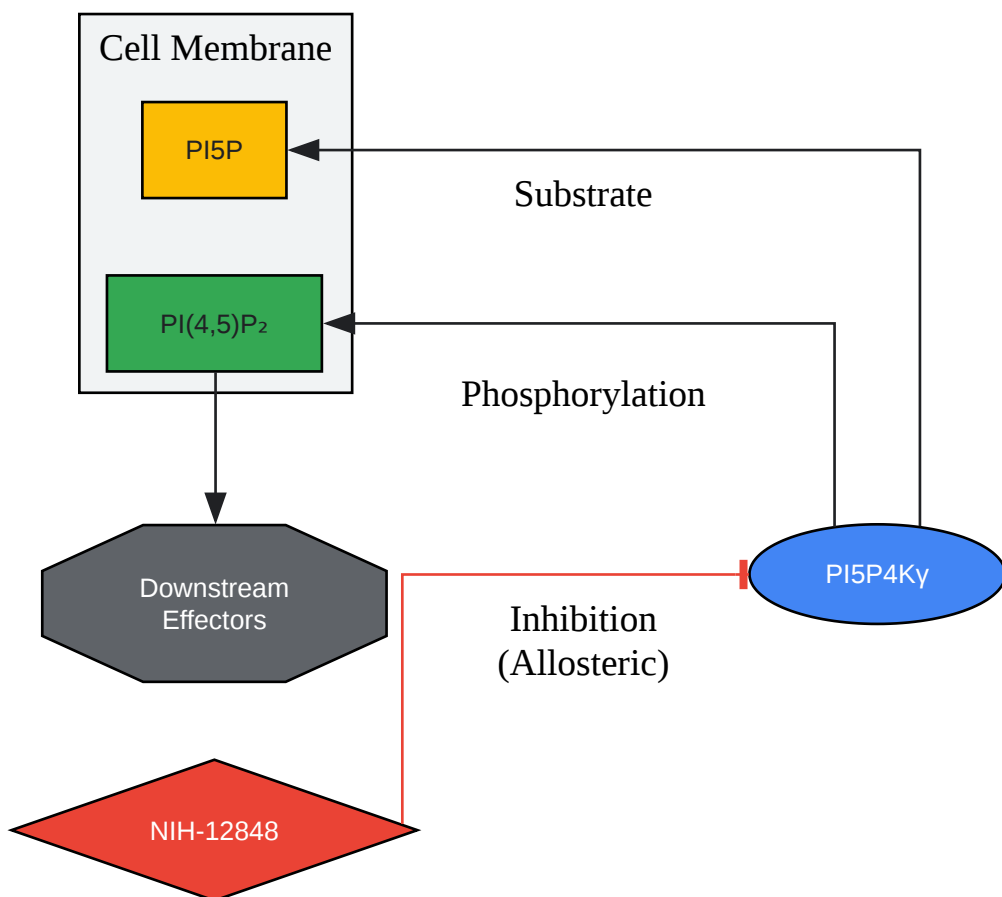 Cell Membrane
PI5P
Substrate
PI(4,5)P₂
Phosphorylation
Downstream
Effectors
PI5P4Kγ
Inhibition
(Allosteric)
NIH-12848